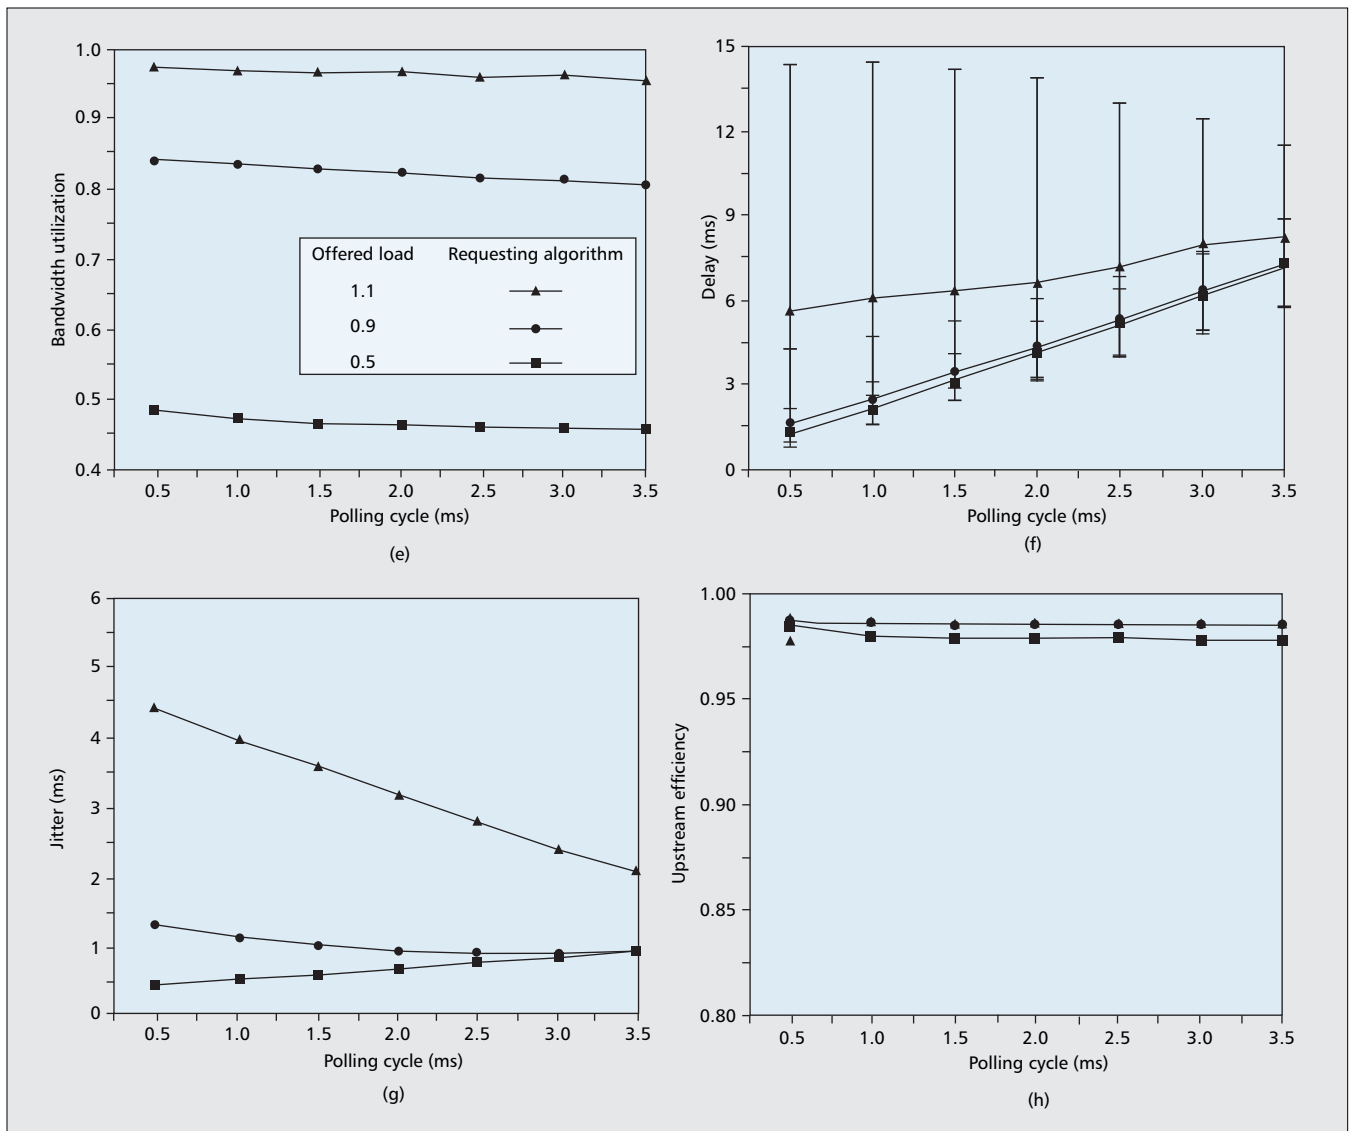 1.0
0.9
0.8
0.7
0.6
0.5
0.4
Bandwidth utilization
Offered load Requesting algorithm
1.1
0.9
0.5
0.5 1.0 1.5 2.0 2.5 3.0 3.5
Polling cycle (ms)
(e)
15
12
9
6
3
0
Delay (ms)
0.5 1.0 1.5 2.0 2.5 3.0 3.5
Polling cycle (ms)
(f)
6
5
4
3
2
1
0
Jitter (ms)
0.5 1.0 1.5 2.0 2.5 3.0 3.5
Polling cycle (ms)
(g)
1.00
0.95
0.90
0.85
0.80
Upstream efficiency
0.5 1.0 1.5 2.0 2.5 3.0 3.5
Polling cycle (ms)
(h)